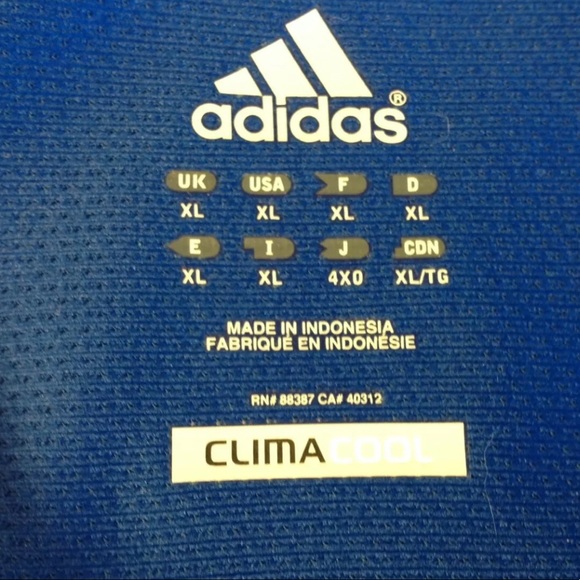 adidas®
UK USA F D
XL XL XL XL
E I J CDN
XL XL 4XO XL/TG
MADE IN INDONESIA
FABRIQUÉ EN INDONÉSIE
RN# 88387 CA# 40312
CLIMACOOL